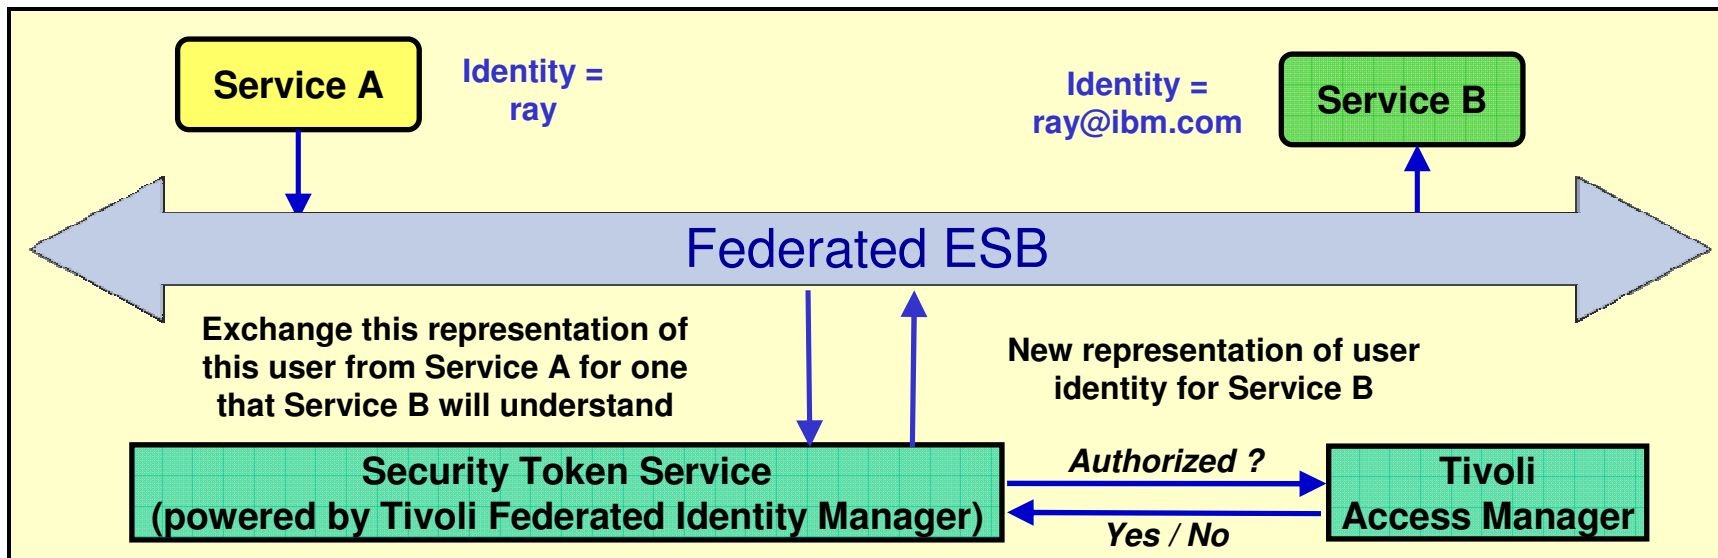 Service A
Identity =
ray
Identity =
ray@ibm.com
Service B
Federated ESB
Exchange this representation of
this user from Service A for one
that Service B will understand
New representation of user
identity for Service B
Security Token Service
(powered by Tivoli Federated Identity Manager)
Authorized ?
Yes / No
Tivoli
Access Manager